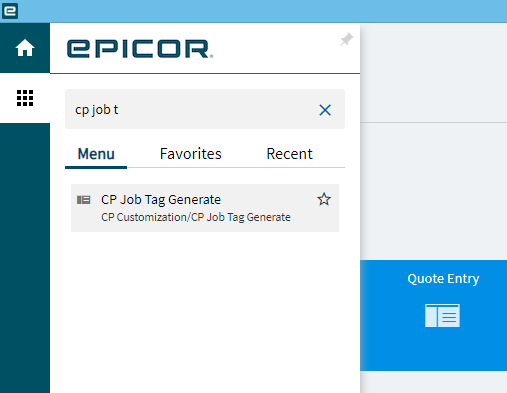 EPICOR
cp job t
Menu Favorites Recent
CP Job Tag Generate
CP Customization/CP Job Tag Generate
Quote Entry